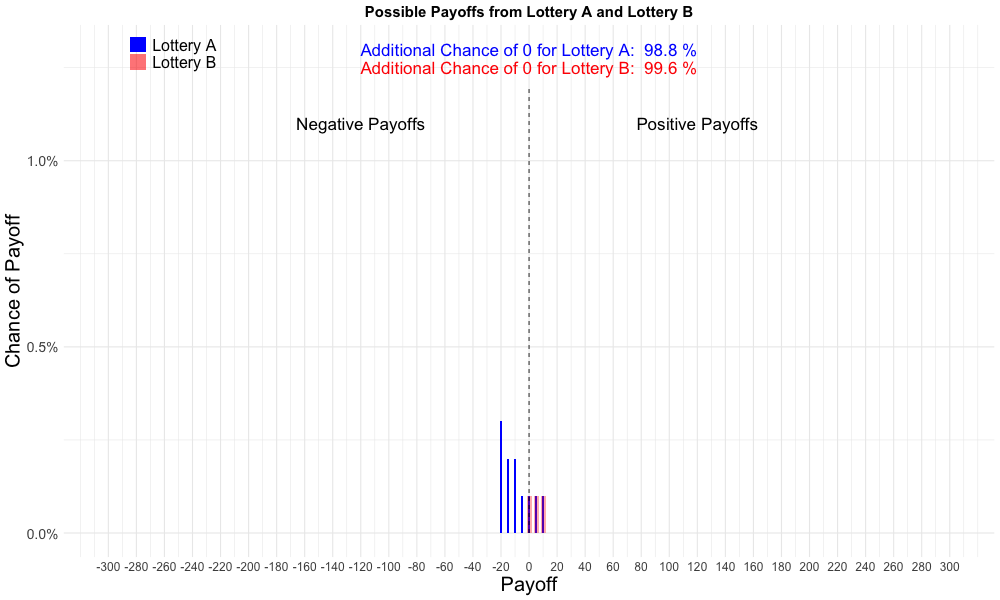 Possible Payoffs from Lottery A and Lottery B
Lottery A
Lottery B
Additional Chance of 0 for Lottery A: 98.8 %
Additional Chance of 0 for Lottery B: 99.6 %
Negative Payoffs
Positive Payoffs
Chance of Payoff
1.0%
0.5%
0.0%
-300 -280 -260 -240 -220 -200 -180 -160 -140 -120 -100 -80 -60 -40 -20 0 20 40 60 80 100 120 140 160 180 200 220 240 260 280 300
Payoff